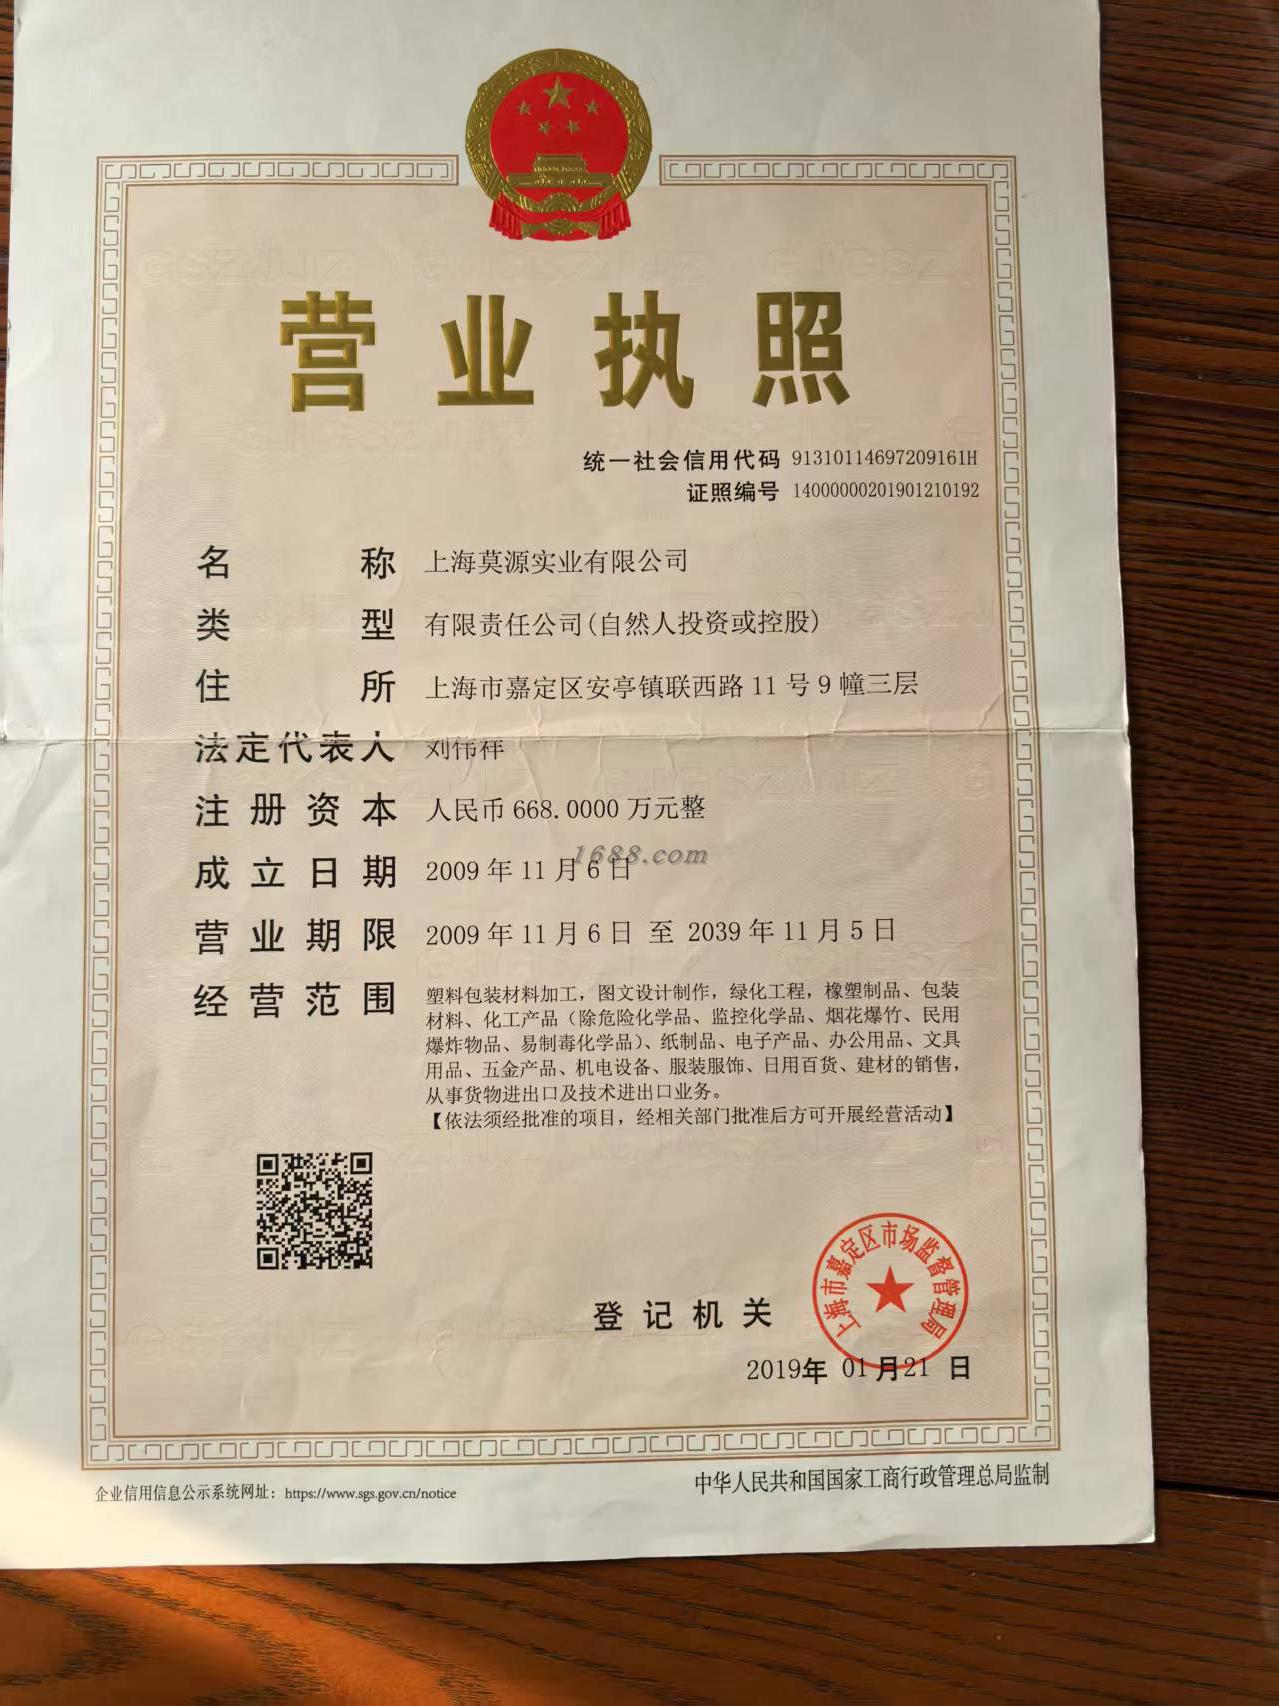 营业执照
统一社会信用代码 91310114697209161H
证照编号 14000000201901210192
名称 上海莫源实业有限公司
类型 有限责任公司(自然人投资或控股)
住所 上海市嘉定区安亭镇联西路11号9幢三层
法定代表人 刘伟祥
注册资本 人民币668.0000万元整
1688.com
成立日期 2009年11月6日
营业期限 2009年11月6日 至 2039年11月5日
经营范围 塑料包装材料加工，图文设计制作，绿化工程，橡塑制品、包装
材料、化工产品（除危险化学品、监控化学品、烟花爆竹、民用
爆炸物品、易制毒化学品）、纸制品、电子产品、办公用品、文具
用品、五金产品、机电设备、服装服饰、日用百货、建材的销售，
从事货物进出口及技术进出口业务。
【依法须经批准的项目，经相关部门批准后方可开展经营活动】
上海市嘉定区市场监督管理局
登记机关
2019年 01月21日
企业信用信息公示系统网址：https://www.sgs.gov.cn/notice
中华人民共和国国家工商行政管理总局监制